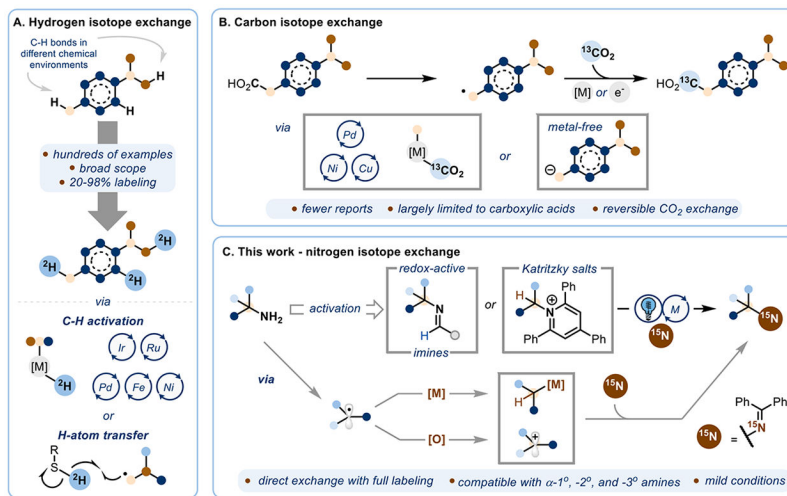 A. Hydrogen isotope exchange
C-H bonds in
different chemical
environments
H
H
H
• hundreds of examples
• broad scope
• 20-98% labeling
²H
²H
²H
via
C-H activation
[M]
²H
Ir
Ru
Pd
Fe
Ni
or
H-atom transfer
R
S
²H
B. Carbon isotope exchange
HO₂C
¹³CO₂
[M] or e⁻
HO₂¹³C
via
Pd
Ni
Cu
[M]
¹³CO₂
or
metal-free
⊖
• fewer reports • largely limited to carboxylic acids • reversible CO₂ exchange
C. This work - nitrogen isotope exchange
NH₂
activation
redox-active
N
H
imines
or
Katritzky salts
H
Ph
N
+
Ph
Ph
M
¹⁵N
¹⁵N
via
[M]
[O]
[M]
H
+
¹⁵N
¹⁵N
=
Ph
Ph
¹⁵N
• direct exchange with full labeling • compatible with α-1º, -2º, and -3º amines • mild conditions